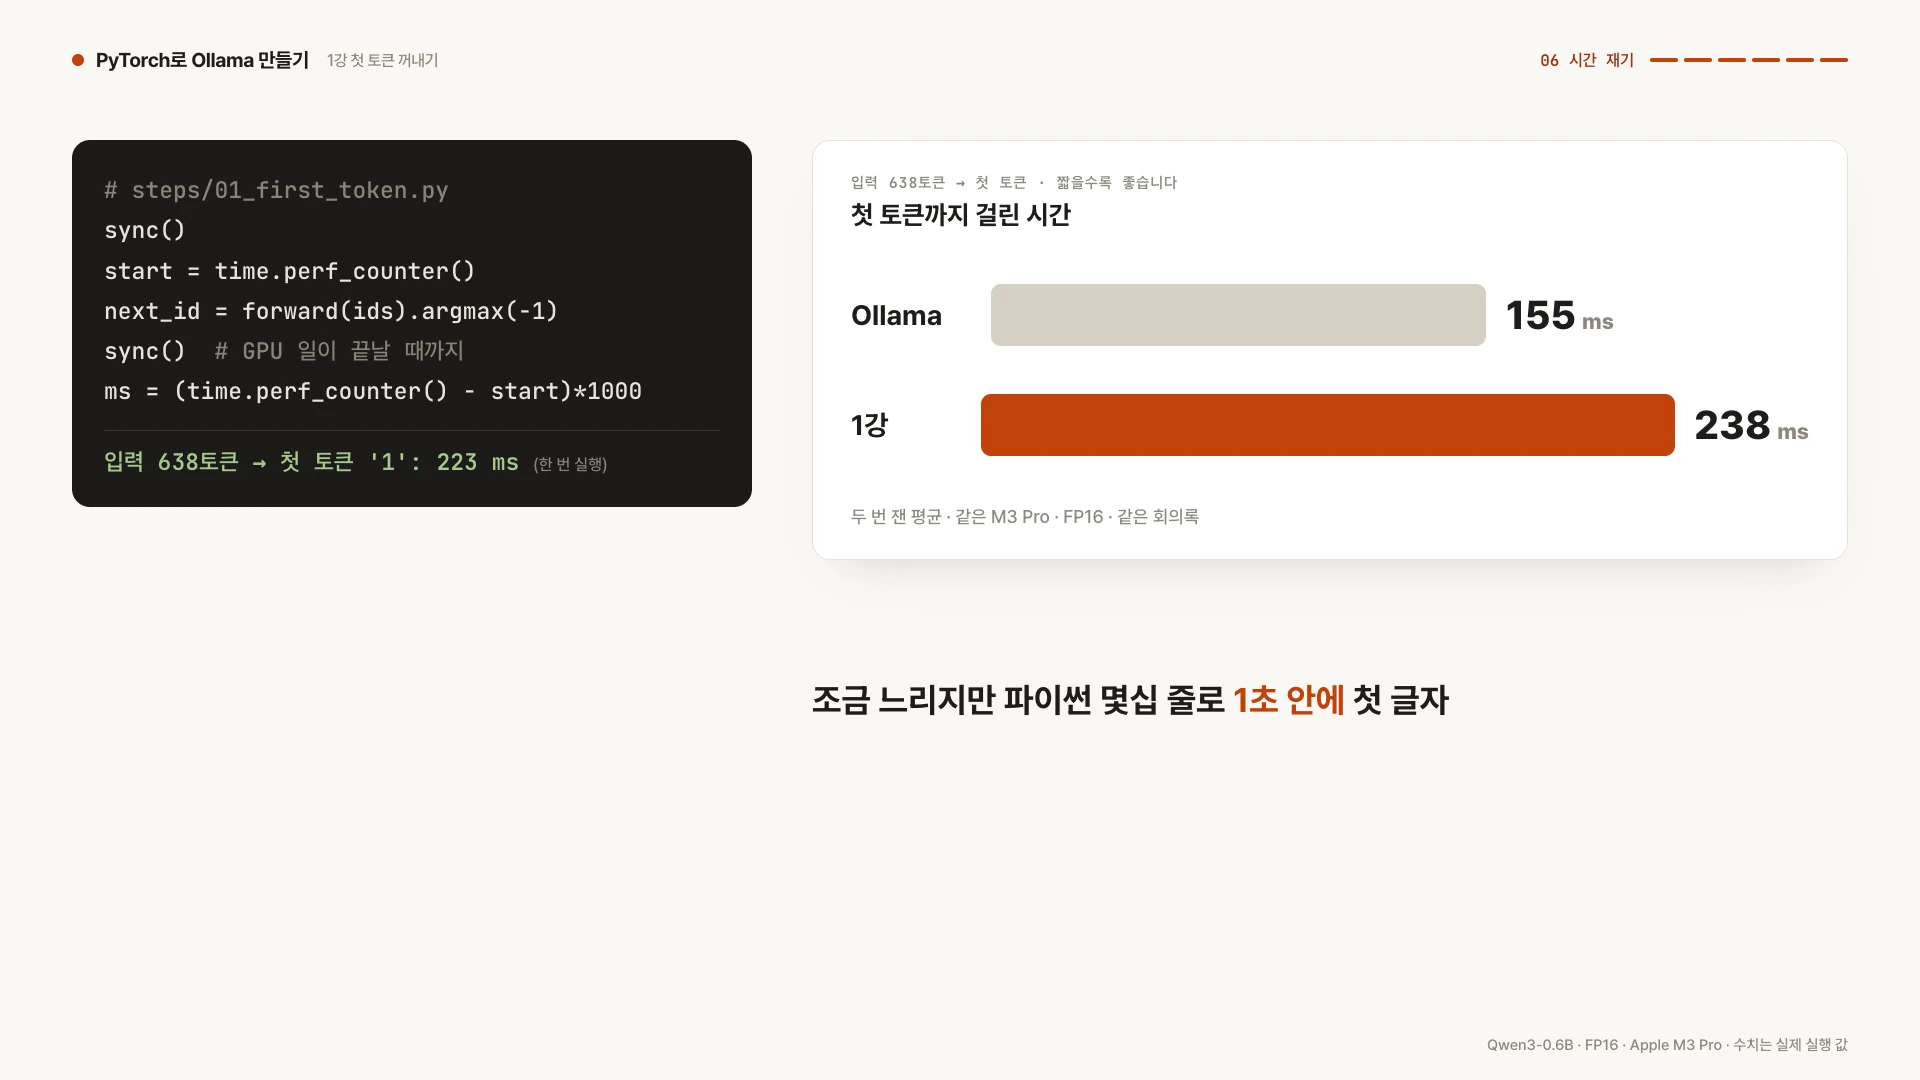 PyTorch로 Ollama 만들기 1강 첫 토큰 꺼내기
06 시간 재기
# steps/01_first_token.py
sync()
start = time.perf_counter()
next_id = forward(ids).argmax(-1)
sync()  # GPU 일이 끝날 때까지
ms = (time.perf_counter() - start)*1000
입력 638토큰 → 첫 토큰 '1': 223 ms (한 번 실행)
입력 638토큰 → 첫 토큰 · 짧을수록 좋습니다
첫 토큰까지 걸린 시간
Ollama 155 ms
1강 238 ms
두 번 잰 평균 · 같은 M3 Pro · FP16 · 같은 회의록
조금 느리지만 파이썬 몇십 줄로 1초 안에 첫 글자
Qwen3-0.6B · FP16 · Apple M3 Pro · 수치는 실제 실행 값